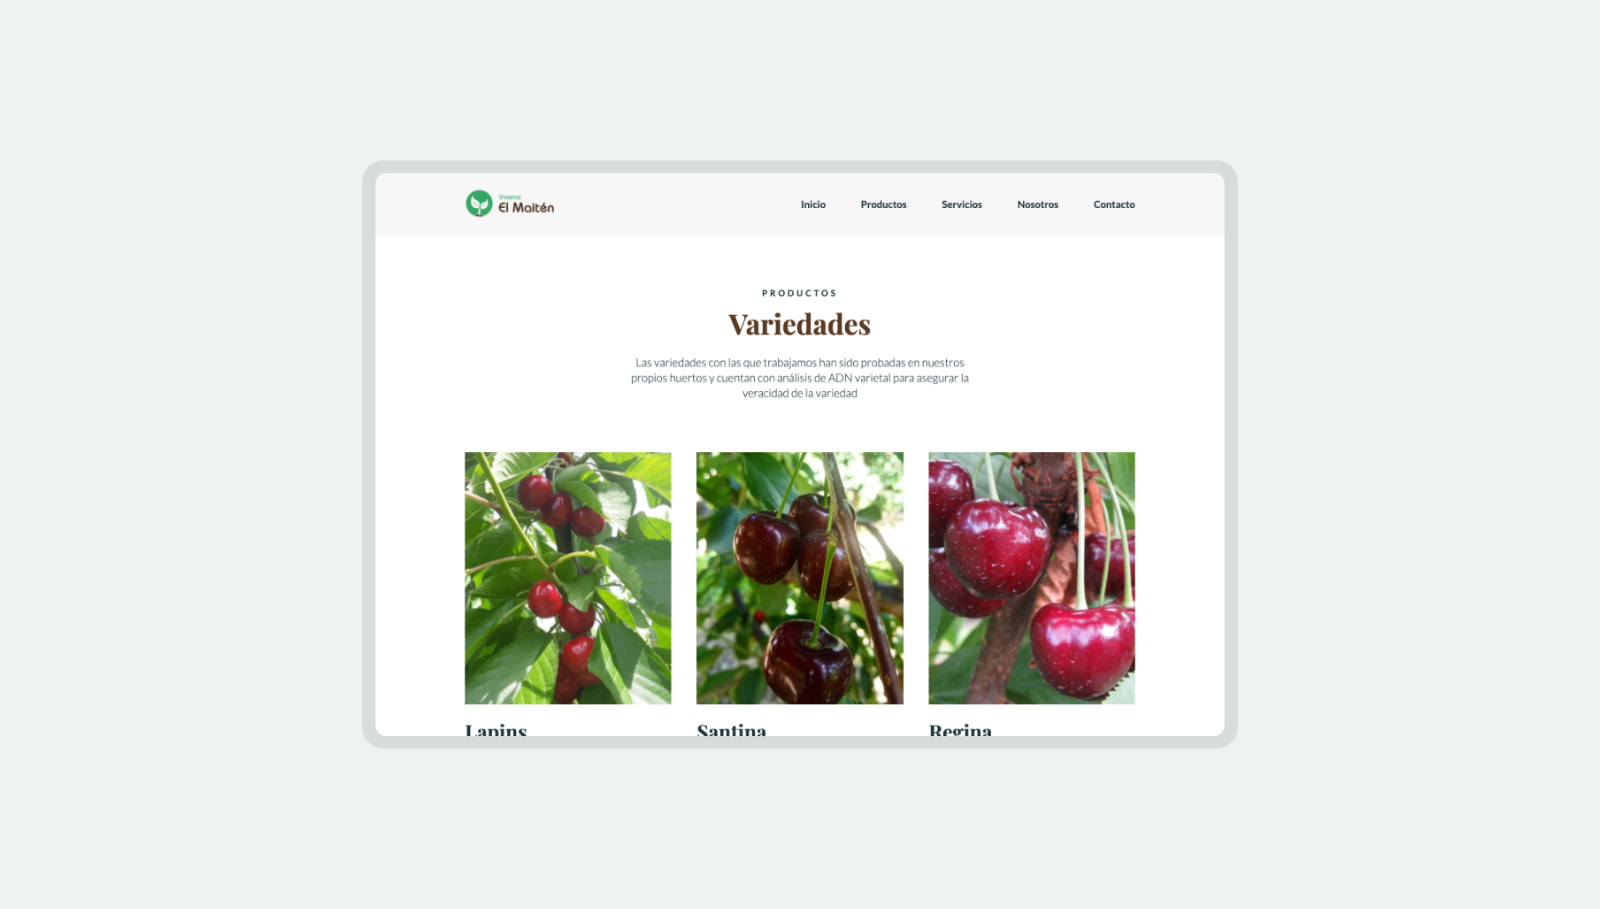 Viveros
El Maitén
Inicio
Productos
Servicios
Nosotros
Contacto
PRODUCTOS
Variedades
Las variedades con las que trabajamos han sido probadas en nuestros
propios huertos y cuentan con análisis de ADN varietal para asegurar la
veracidad de la variedad
Lapins
Santina
Regina